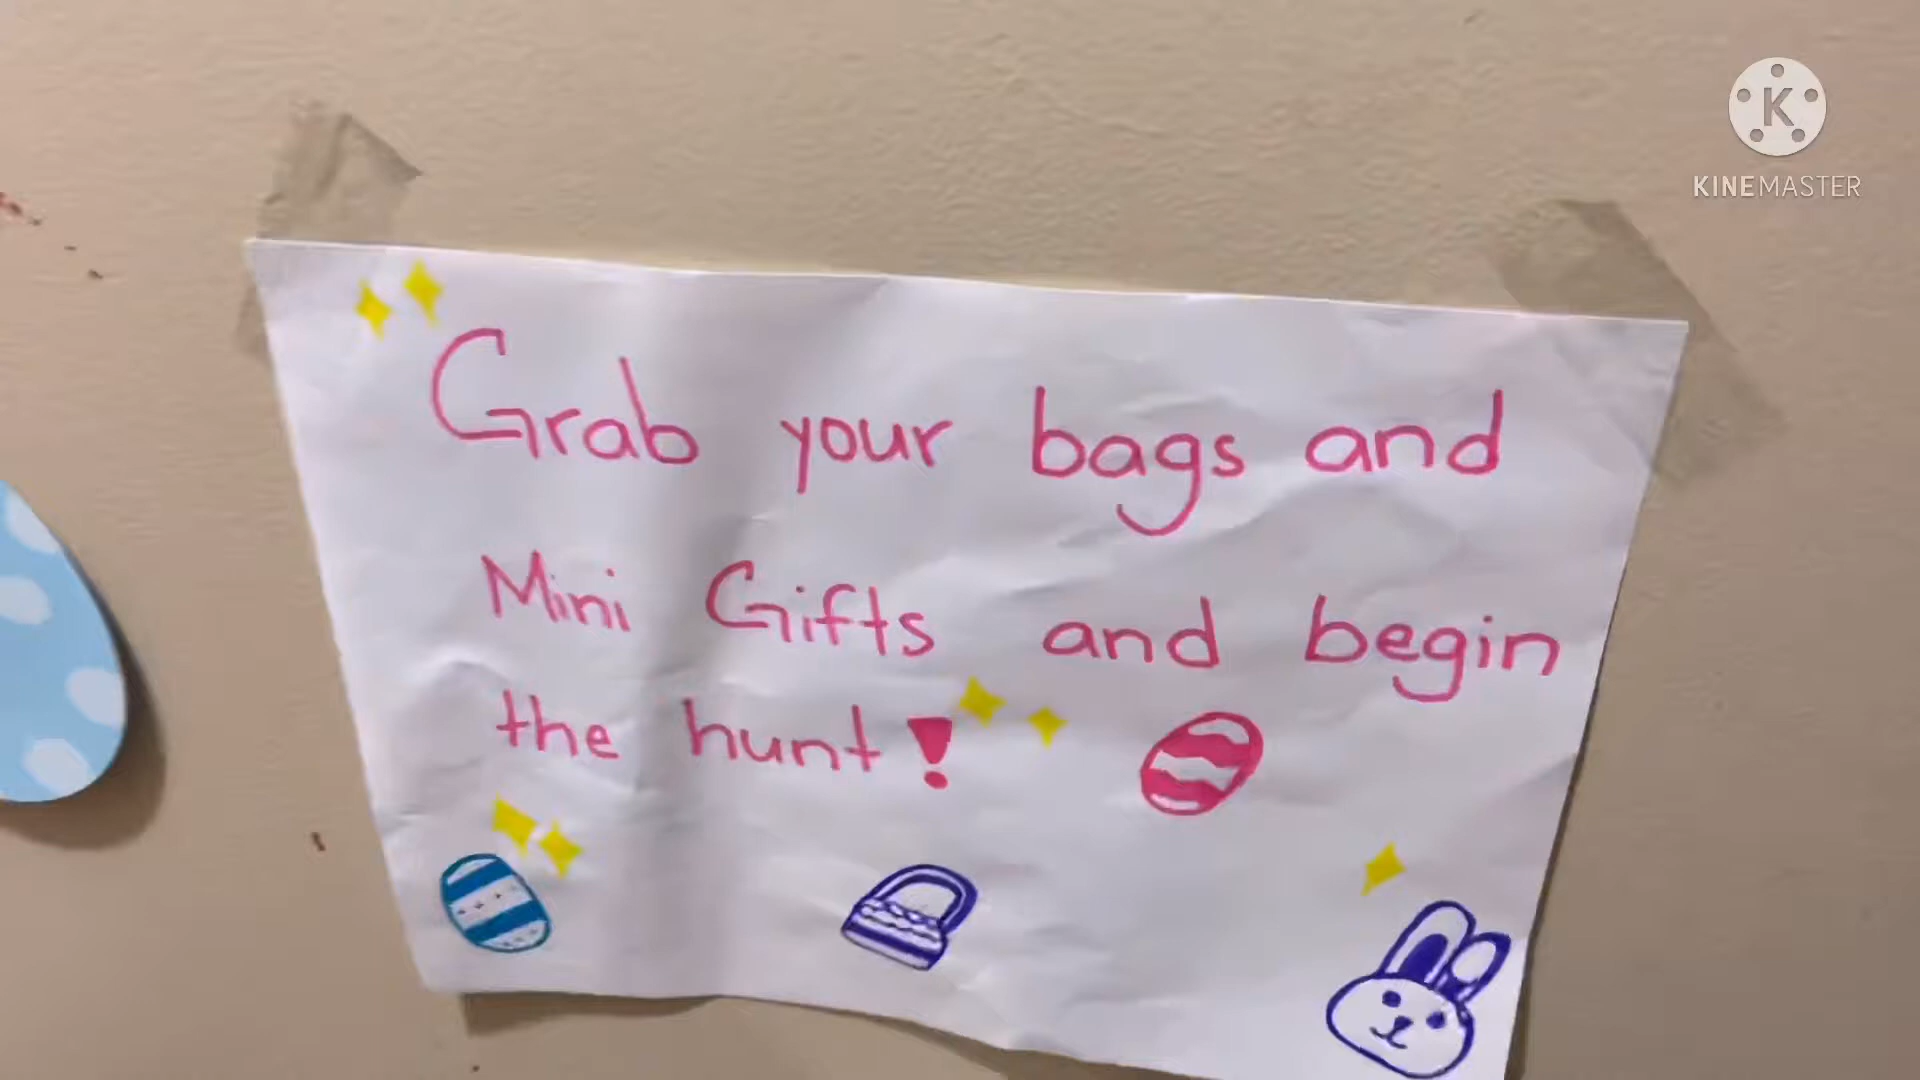 K
KINEMASTER
Grab your bags and
Mini Gifts and begin
the hunt!